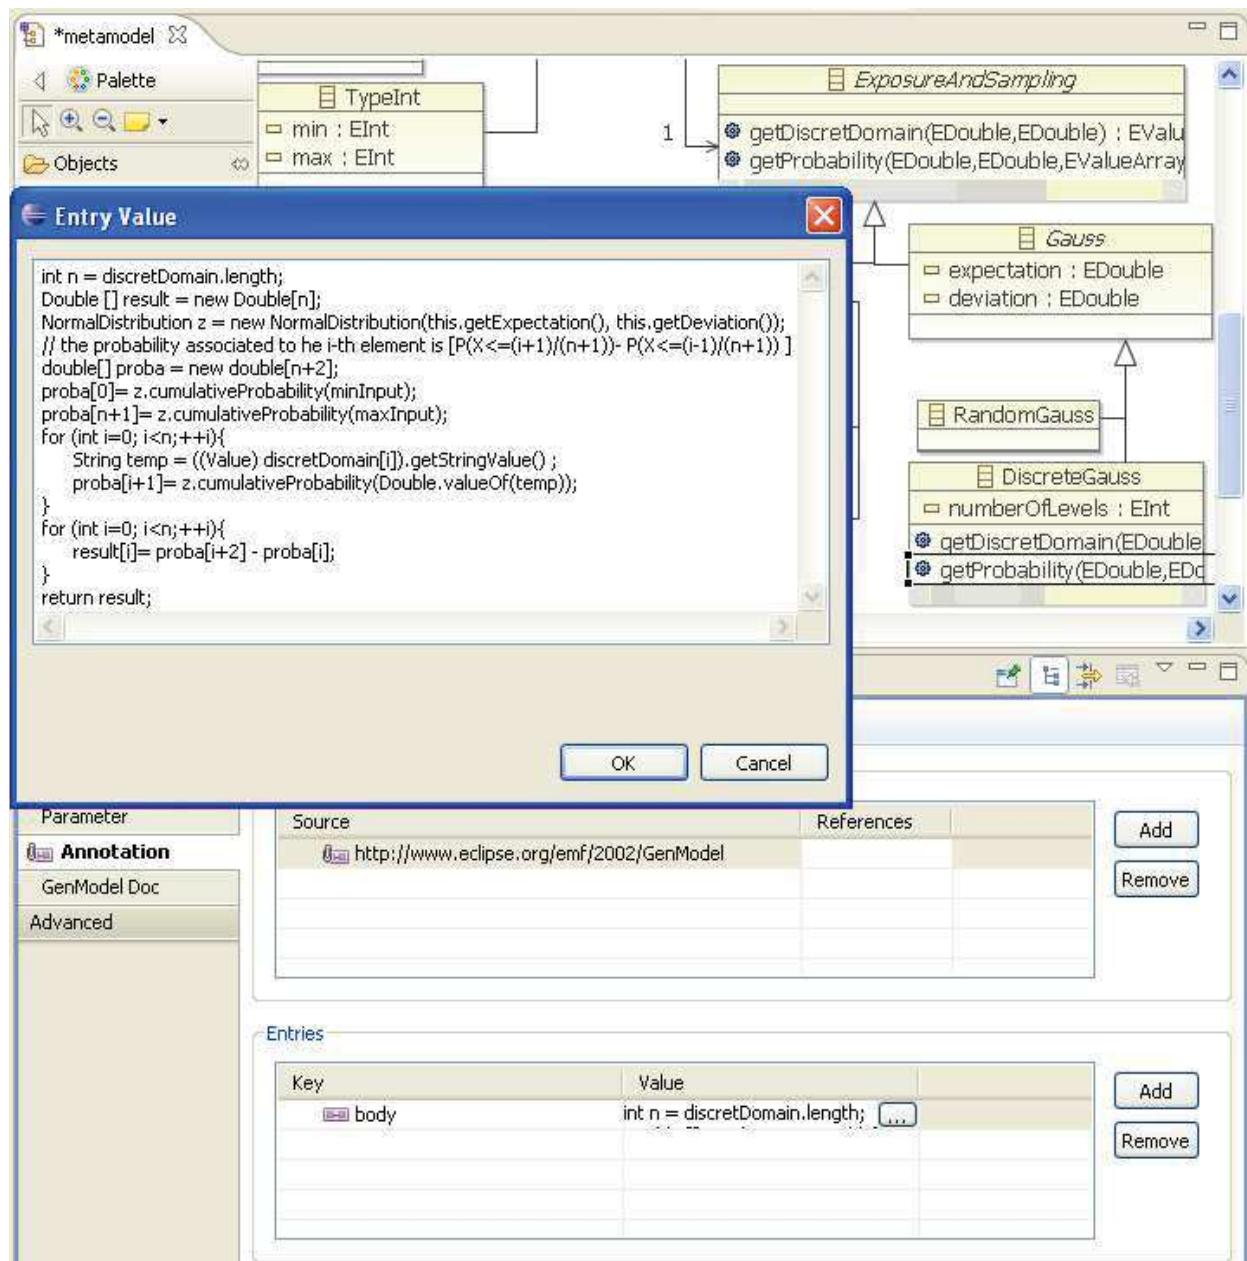 *metamodel
Palette
Objects
TypeInt
min : EInt
max : EInt
1
ExposureAndSampling
getDiscretDomain(EDouble,EDouble) : EValu
getProbability(EDouble,EDouble,EValueArray
Gauss
expectation : EDouble
deviation : EDouble
RandomGauss
DiscreteGauss
numberOfLevels : EInt
getDiscretDomain(EDouble
getProbability(EDouble,EDo
Entry Value
int n = discretDomain.length;
Double [] result = new Double[n];
NormalDistribution z = new NormalDistribution(this.getExpectation(), this.getDeviation());
// the probability associated to he i-th element is [P(X<=(i+1)/(n+1))- P(X<=(i-1)/(n+1)) ]
double[] proba = new double[n+2];
proba[0]= z.cumulativeProbability(minInput);
proba[n+1]= z.cumulativeProbability(maxInput);
for (int i=0; i<n;++i){
String temp = ((Value) discretDomain[i]).getStringValue() ;
proba[i+1]= z.cumulativeProbability(Double.valueOf(temp));
}
for (int i=0; i<n;++i){
result[i]= proba[i+2] - proba[i];
}
return result;
OK
Cancel
Parameter
Annotation
GenModel Doc
Advanced
Source References
http://www.eclipse.org/emf/2002/GenModel
Add
Remove
Entries
Key Value
body int n = discretDomain.length; ...
Add
Remove